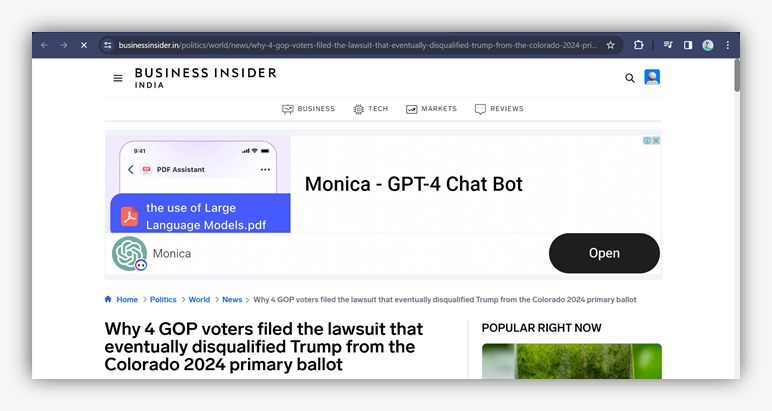 businessinsider.in/politics/world/news/why-4-gop-voters-filed-the-lawsuit-that-eventually-disqualified-trump-from-the-colorado-2024-pri...
BUSINESS INSIDER
INDIA
BUSINESS TECH MARKETS REVIEWS
9:41
PDF Assistant
the use of Large
Language Models.pdf
Monica - GPT-4 Chat Bot
Monica
Open
Home > Politics > World > News > Why 4 GOP voters filed the lawsuit that eventually disqualified Trump from the Colorado 2024 primary ballot
Why 4 GOP voters filed the lawsuit that
eventually disqualified Trump from the
Colorado 2024 primary ballot
POPULAR RIGHT NOW